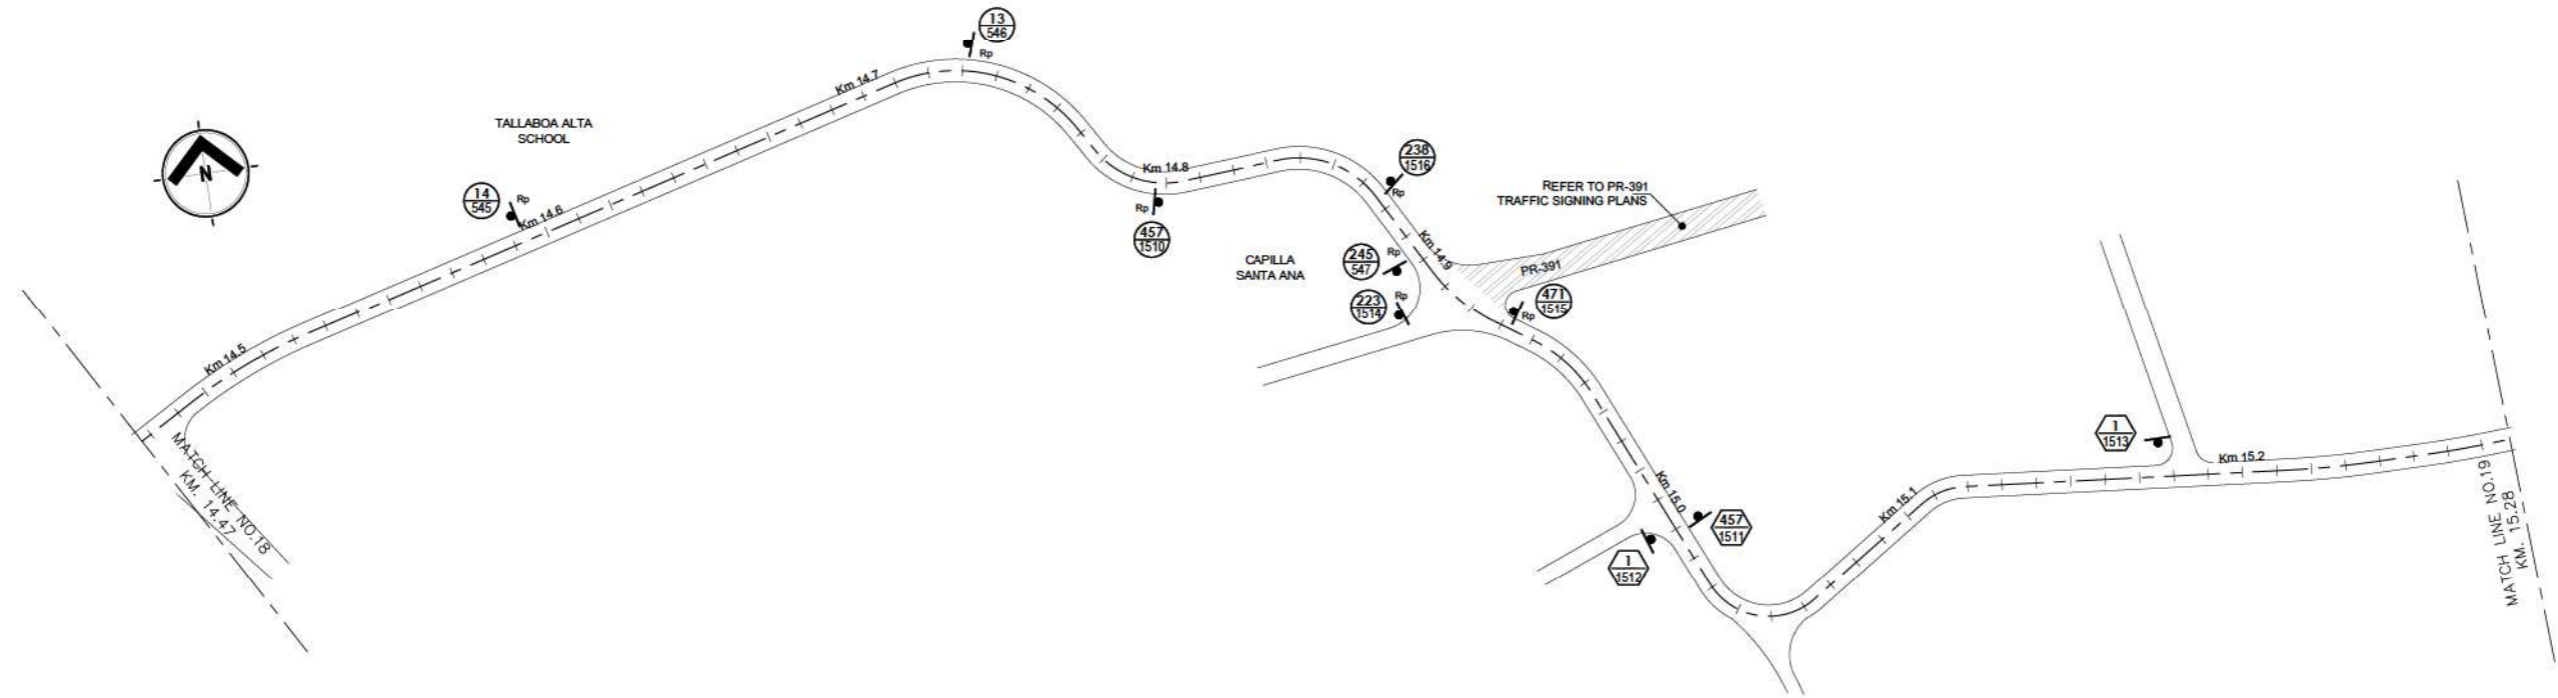 13
546
Rp
Km 14.7
TALLABOA ALTA
SCHOOL
N
14
545
Rp
Km 14.6
Km 14.8
Rp
457
1510
238
1516
Rp
REFER TO PR-391
TRAFFIC SIGNING PLANS
CAPILLA
SANTA ANA
245
547
Rp
Km 14.9
PR-391
223
1514
Rp
471
1515
Rp
Km 14.5
MATCH LINE NO.18
KM. 14.47
Km 15.0
457
1511
1
1512
Km 15.1
1
1513
Km 15.2
MATCH LINE NO.19
KM. 15.28